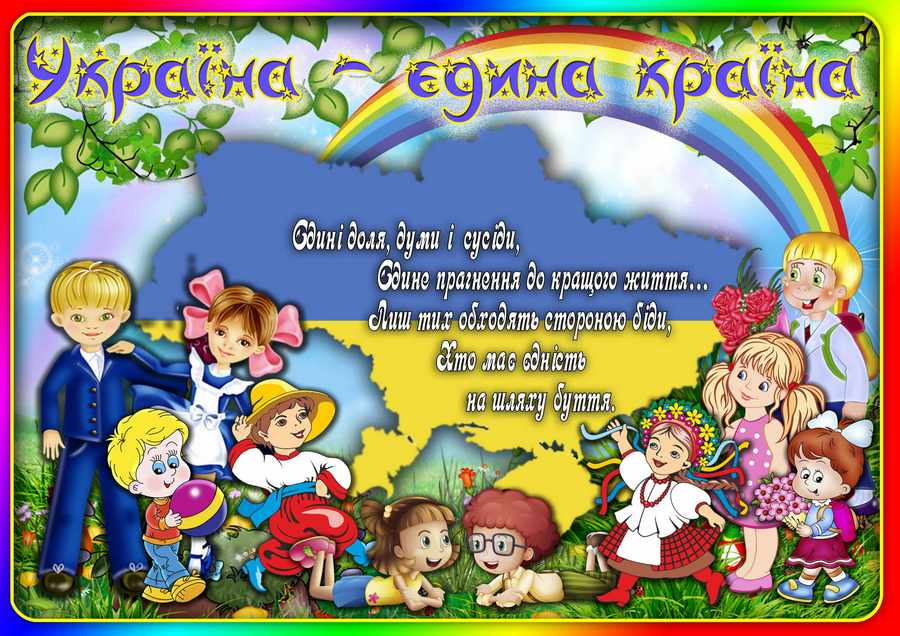 Україна - єдина країна
Єдині доля, думи і сусіди,
Єдине прагнення до кращого життя...
Лиш тих обходять стороною біди,
Хто має єдність
на шляху буття.